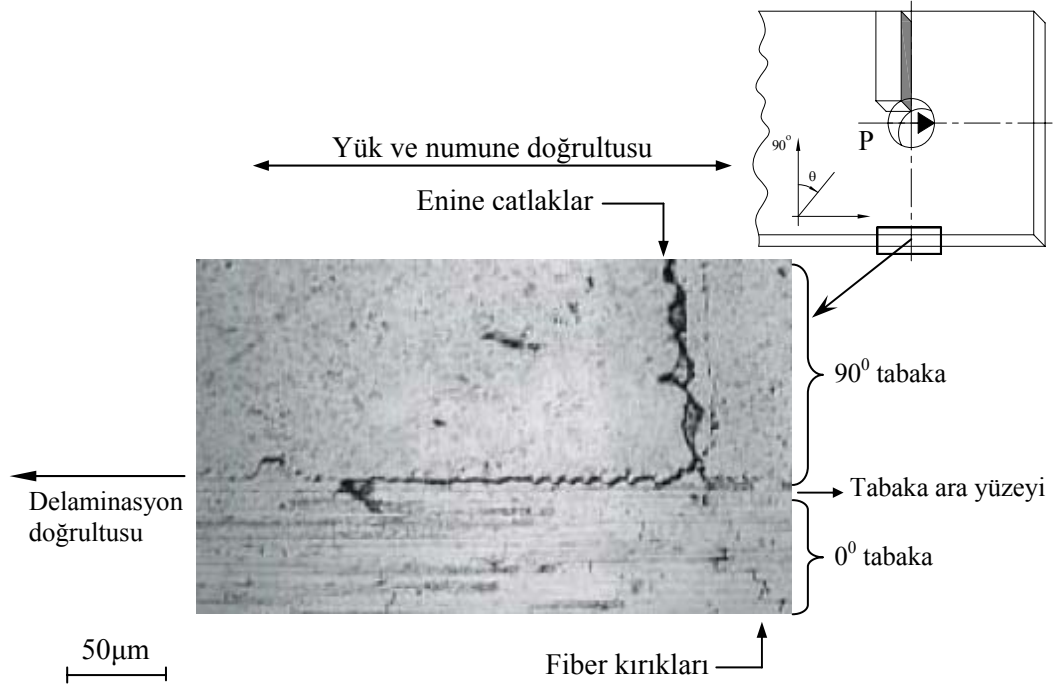 P
90°
θ
Yük ve numune doğrultusu
Enine catlaklar
90⁰ tabaka
Delaminasyon
doğrultusu
Tabaka ara yüzeyi
0⁰ tabaka
50μm
Fiber kırıkları